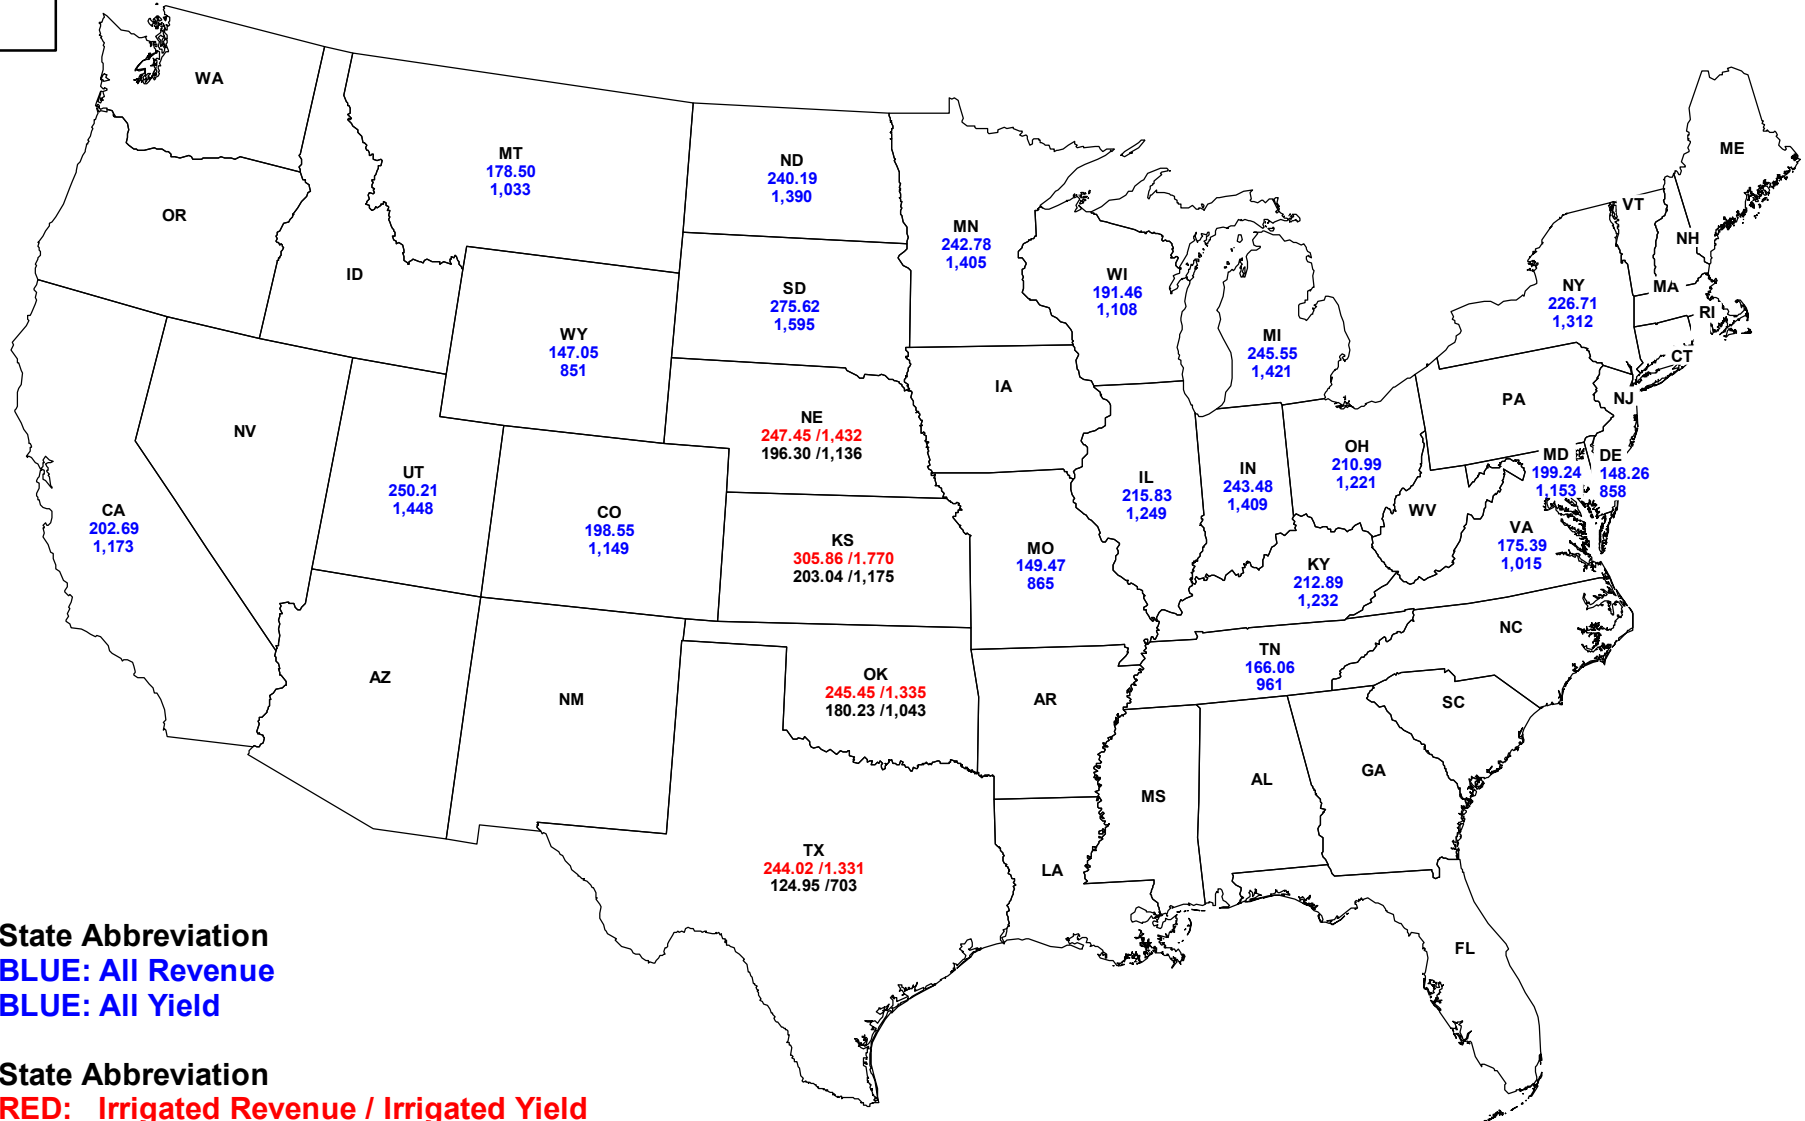 WA
MT
178.50
1,033
ND
240.19
1,390
ME
OR
MN
242.78
1,405
VT
NH
ID
WI
191.46
1,108
SD
275.62
1,595
NY
226.71
1,312
MA
RI
WY
147.05
851
MI
245.55
1,421
CT
IA
PA
NJ
NE
247.45 /1,432
196.30 /1,136
NV
UT
250.21
1,448
OH
210.99
1,221
MD
199.24
1,153
DE
148.26
858
IL
215.83
1,249
IN
243.48
1,409
CA
202.69
1,173
CO
198.55
1,149
WV
VA
175.39
1,015
KS
305.86 /1.770
203.04 /1,175
MO
149.47
865
KY
212.89
1,232
NC
TN
166.06
961
AZ
NM
OK
245.45 /1,335
180.23 /1,043
AR
SC
MS
AL
GA
TX
244.02 /1.331
124.95 /703
LA
FL
State Abbreviation
BLUE: All Revenue
BLUE: All Yield
State Abbreviation
RED: Irrigated Revenue / Irrigated Yield